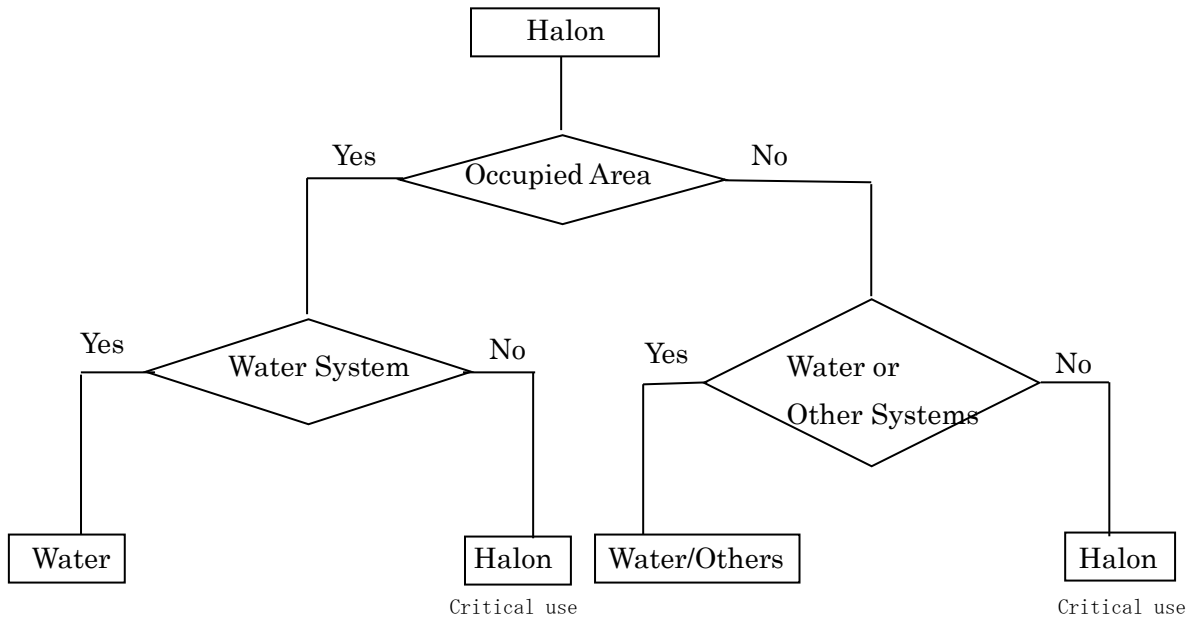 Halon
Yes
No
Occupied Area
Yes
Water System
No
Yes
Water or
Other Systems
No
Water
Halon
Water/Others
Halon
Critical use
Critical use